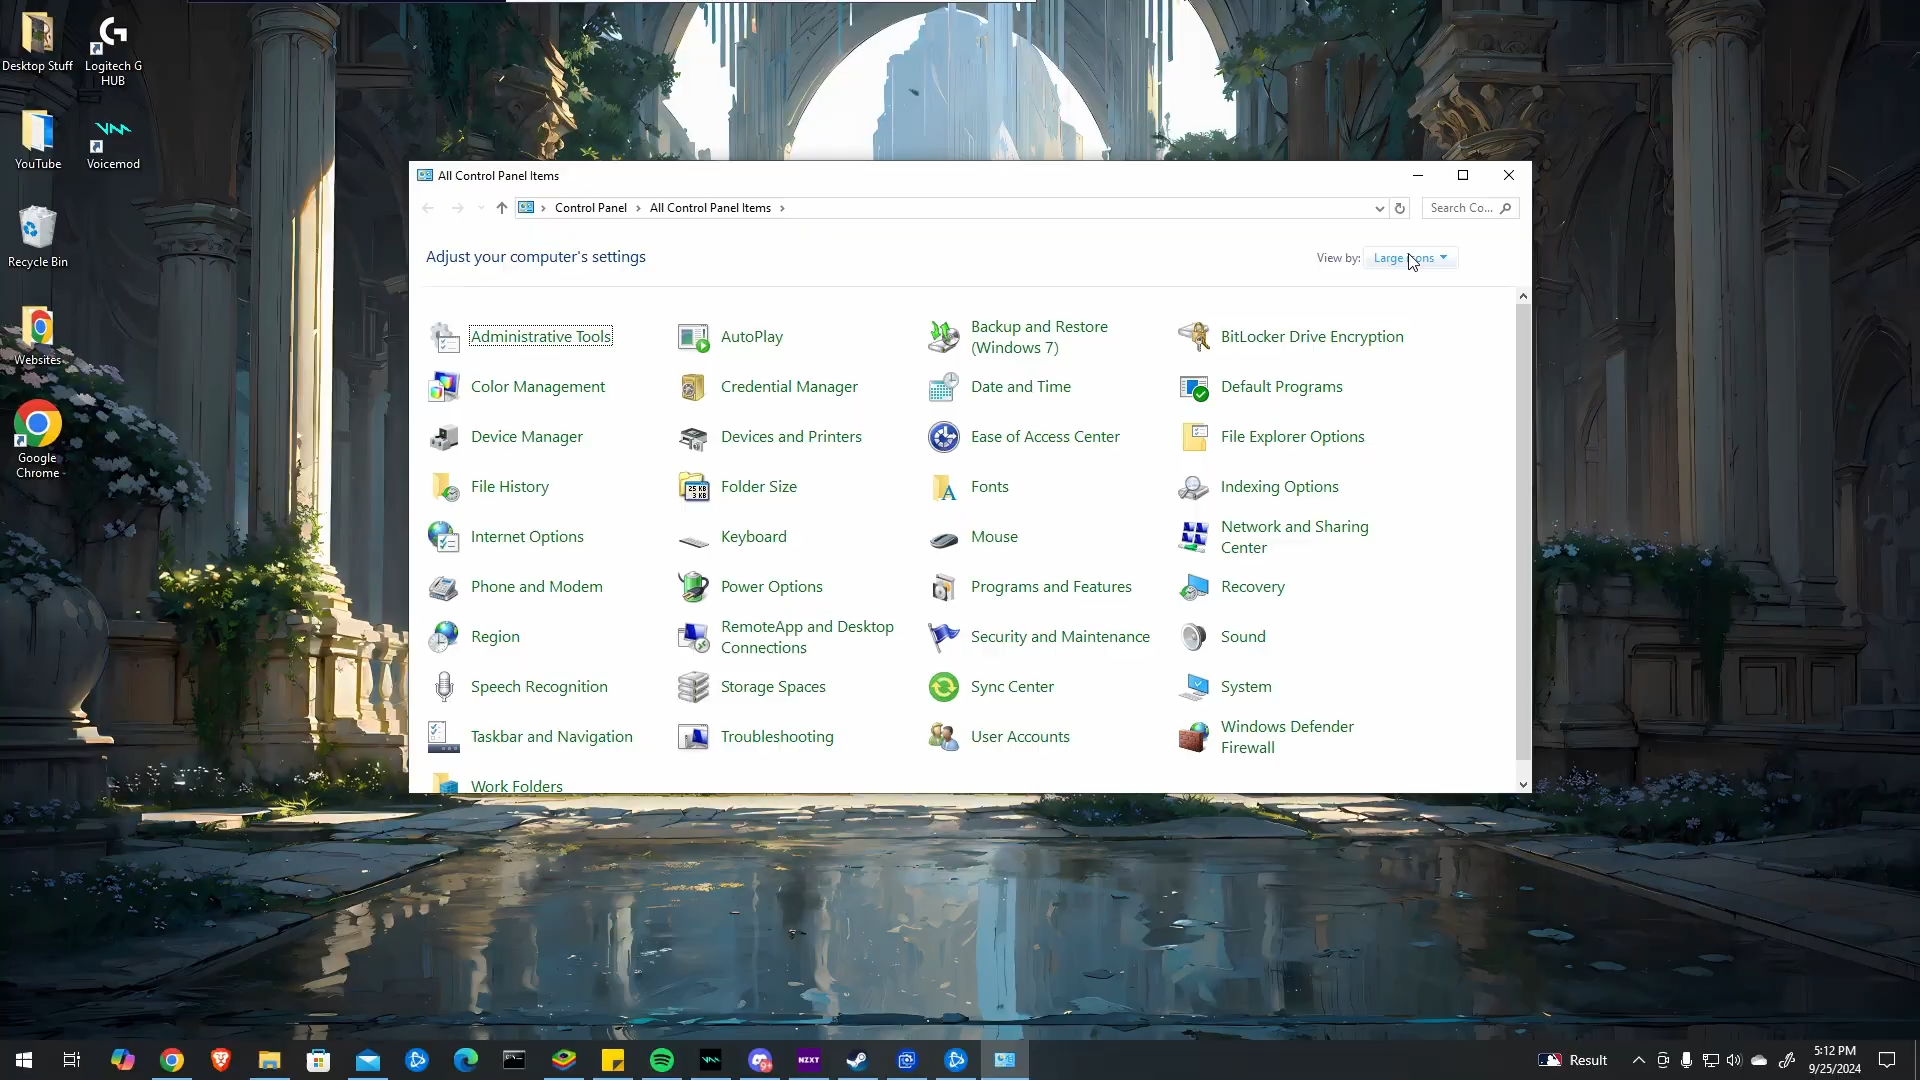 Desktop Stuff
Logitech G
HUB
YouTube
Voicemod
Recycle Bin
Websites
Google
Chrome
All Control Panel Items
Control Panel
All Control Panel Items
Search Co...
Adjust your computer's settings
View by:
Large Icons
Administrative Tools
AutoPlay
Backup and Restore
(Windows 7)
BitLocker Drive Encryption
Color Management
Credential Manager
Date and Time
Default Programs
Device Manager
Devices and Printers
Ease of Access Center
File Explorer Options
File History
Folder Size
Fonts
Indexing Options
Internet Options
Keyboard
Mouse
Network and Sharing
Center
Phone and Modem
Power Options
Programs and Features
Recovery
Region
RemoteApp and Desktop
Connections
Security and Maintenance
Sound
Speech Recognition
Storage Spaces
Sync Center
System
Taskbar and Navigation
Troubleshooting
User Accounts
Windows Defender
Firewall
Work Folders
NZXT
Result
5:12 PM
9/25/2024